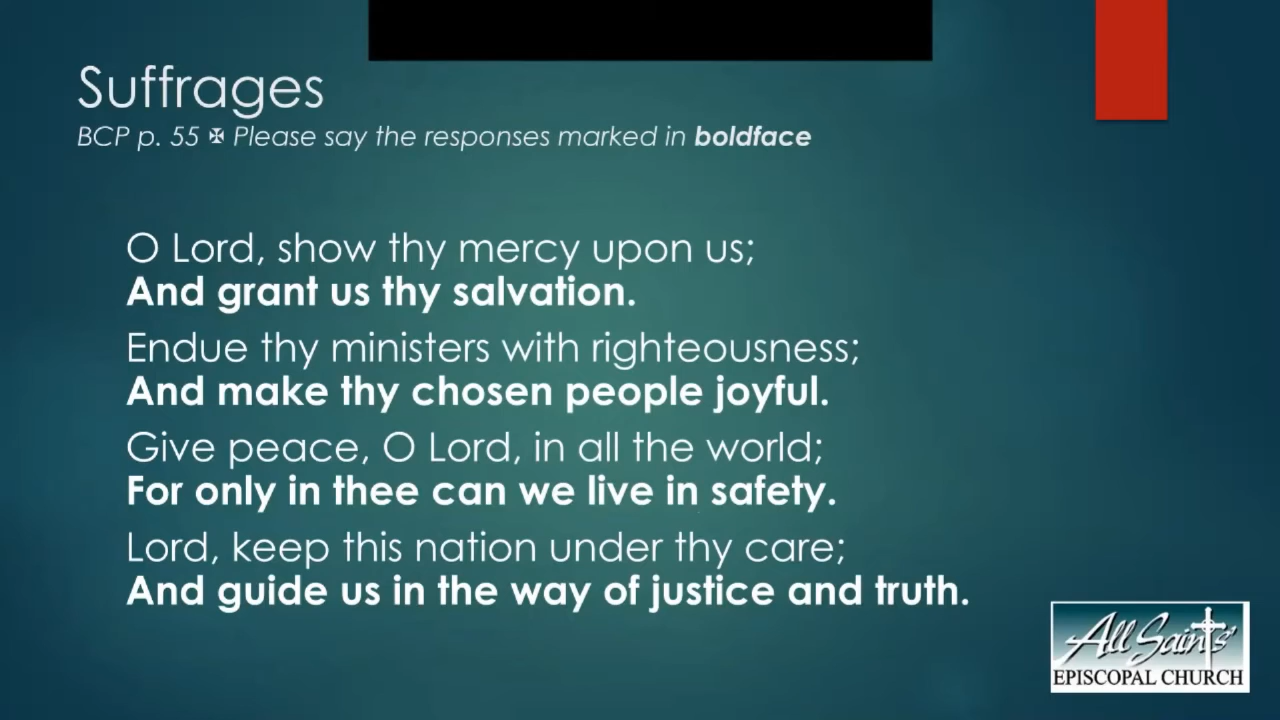 Suffrages
BCP p. 55 ✠ Please say the responses marked in boldface
O Lord, show thy mercy upon us;
And grant us thy salvation.
Endue thy ministers with righteousness;
And make thy chosen people joyful.
Give peace, O Lord, in all the world;
For only in thee can we live in safety.
Lord, keep this nation under thy care;
And guide us in the way of justice and truth.
All Saints'
EPISCOPAL CHURCH